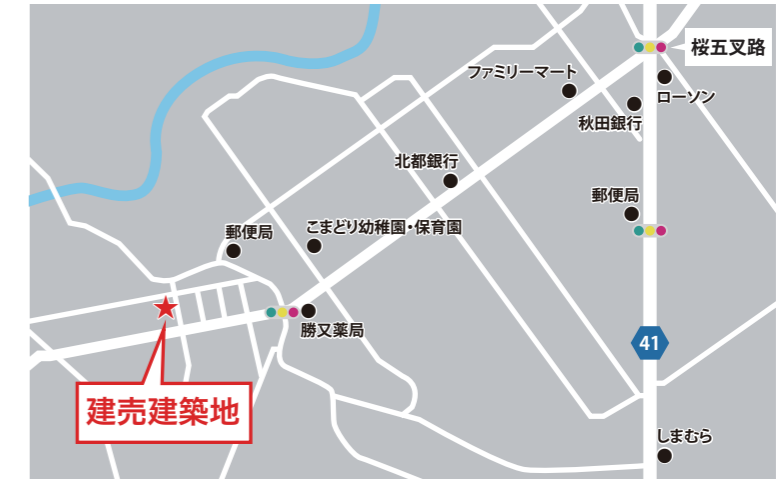 桜五叉路
ファミリーマート
ローソン
秋田銀行
北都銀行
郵便局
郵便局
こまどり幼稚園・保育園
勝又薬局
41
建売建築地
しまむら